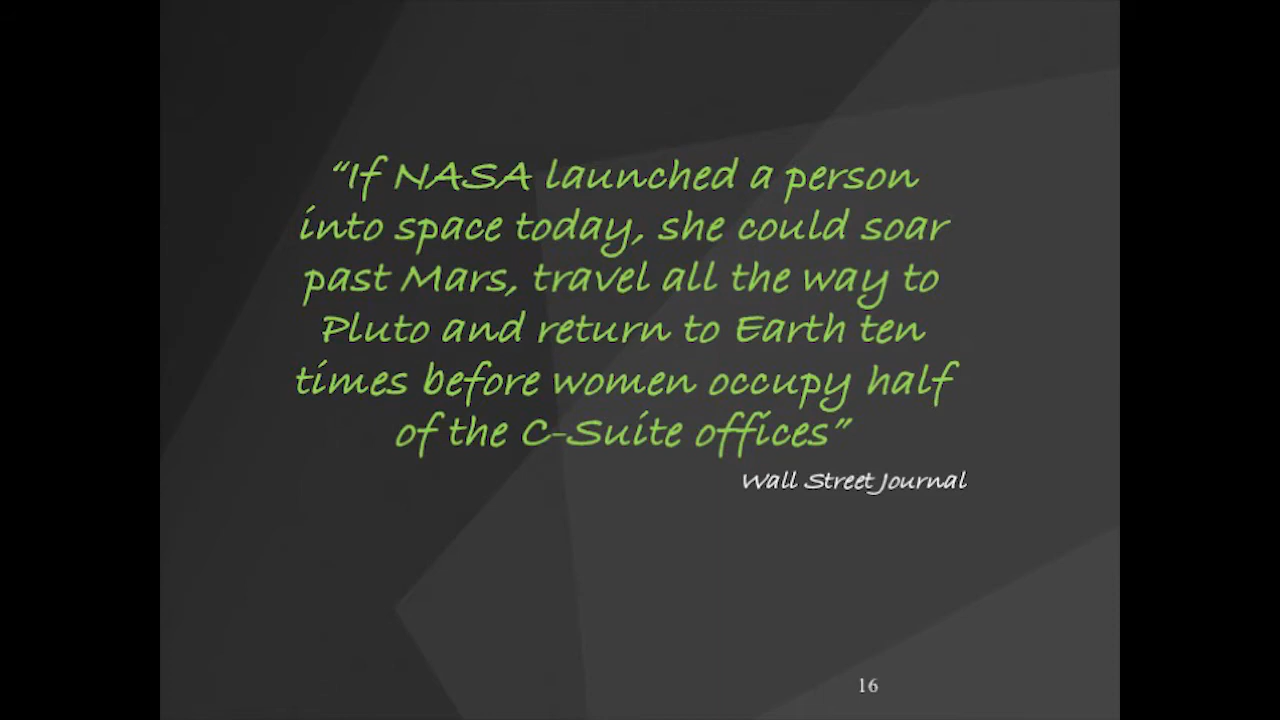 “If NASA launched a person
into space today, she could soar
past Mars, travel all the way to
Pluto and return to Earth ten
times before women occupy half
of the C-Suite offices”
Wall Street Journal
16